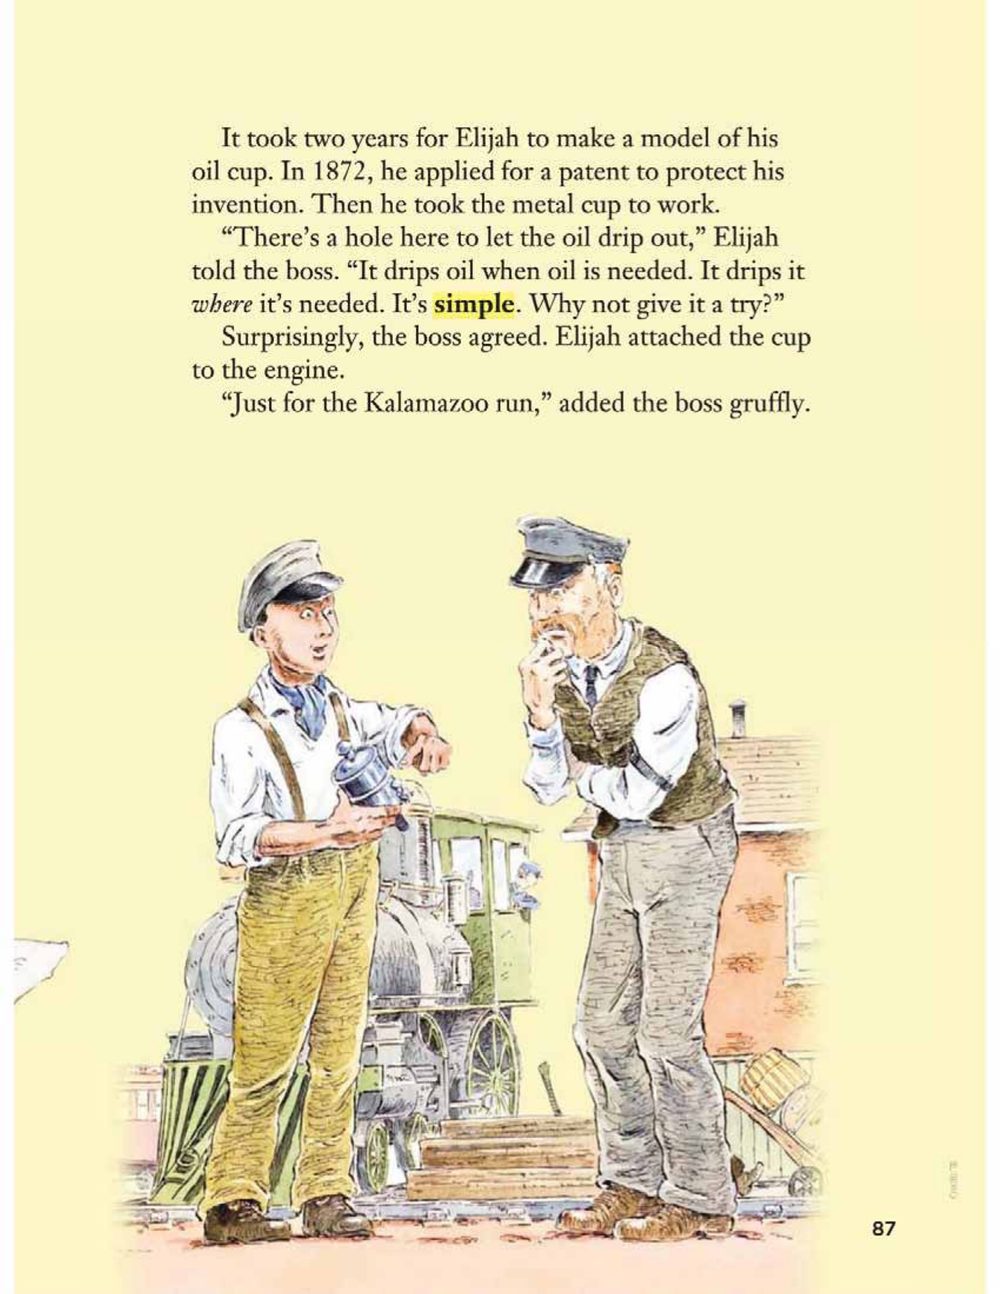 It took two years for Elijah to make a model of his
oil cup. In 1872, he applied for a patent to protect his
invention. Then he took the metal cup to work.
“There’s a hole here to let the oil drip out,” Elijah
told the boss. “It drips oil when oil is needed. It drips it
where it’s needed. It’s simple. Why not give it a try?”
Surprisingly, the boss agreed. Elijah attached the cup
to the engine.
“Just for the Kalamazoo run,” added the boss gruffly.
87